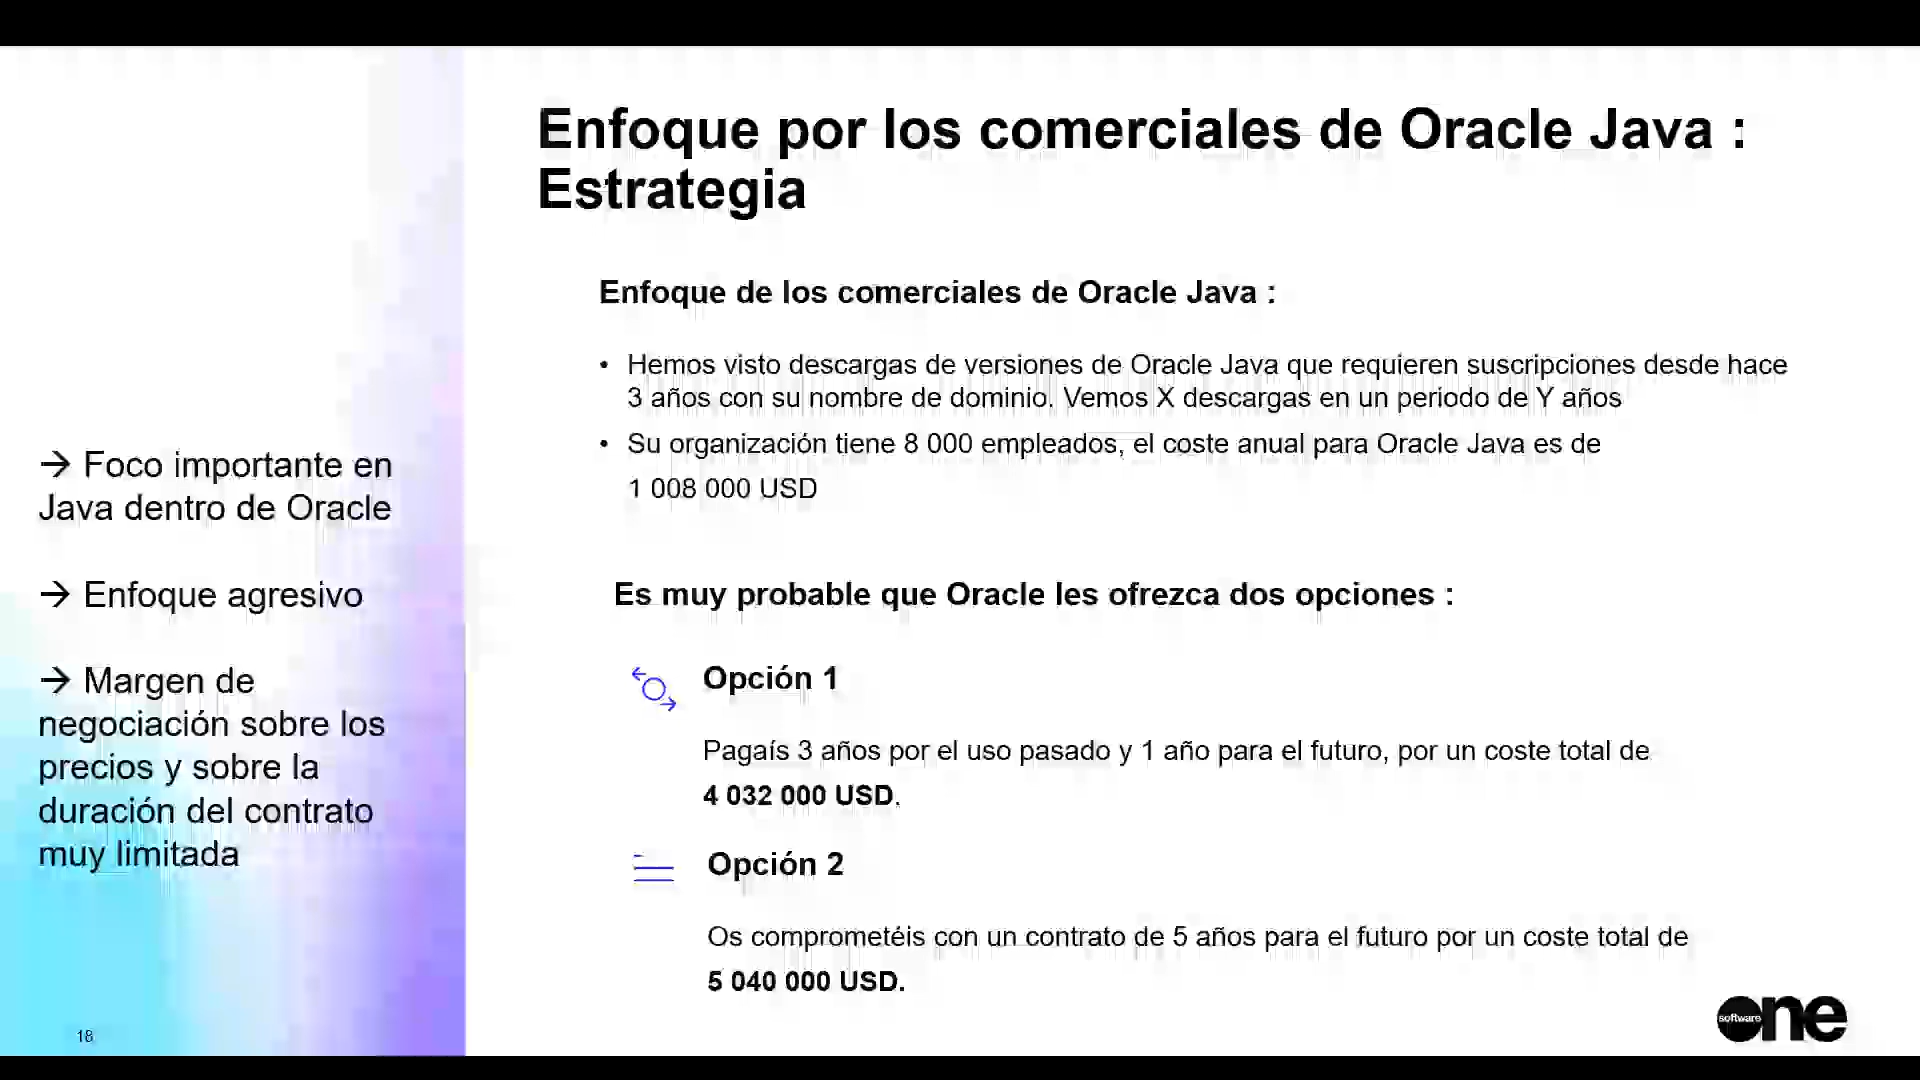 Enfoque por los comerciales de Oracle Java :
Estrategia
→ Foco importante en
Java dentro de Oracle
→ Enfoque agresivo
→ Margen de
negociación sobre los
precios y sobre la
duración del contrato
muy limitada
Enfoque de los comerciales de Oracle Java :
• Hemos visto descargas de versiones de Oracle Java que requieren suscripciones desde hace
3 años con su nombre de dominio. Vemos X descargas en un periodo de Y años
• Su organización tiene 8 000 empleados, el coste anual para Oracle Java es de
1 008 000 USD
Es muy probable que Oracle les ofrezca dos opciones :
Opción 1
Pagaís 3 años por el uso pasado y 1 año para el futuro, por un coste total de
4 032 000 USD.
Opción 2
Os comprometéis con un contrato de 5 años para el futuro por un coste total de
5 040 000 USD.
18
software one